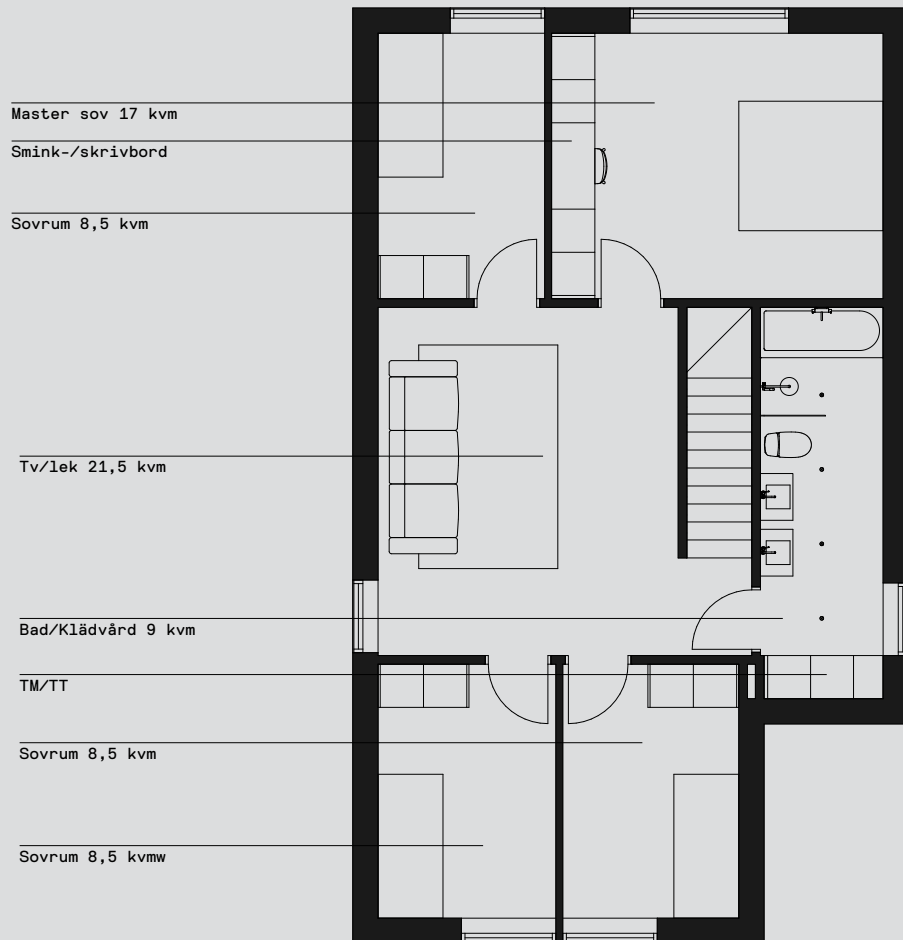 Master sov 17 kvm
Smink-/skrivbord
Sovrum 8,5 kvm
Tv/lek 21,5 kvm
Bad/Klädvård 9 kvm
TM/TT
Sovrum 8,5 kvm
Sovrum 8,5 kvmw